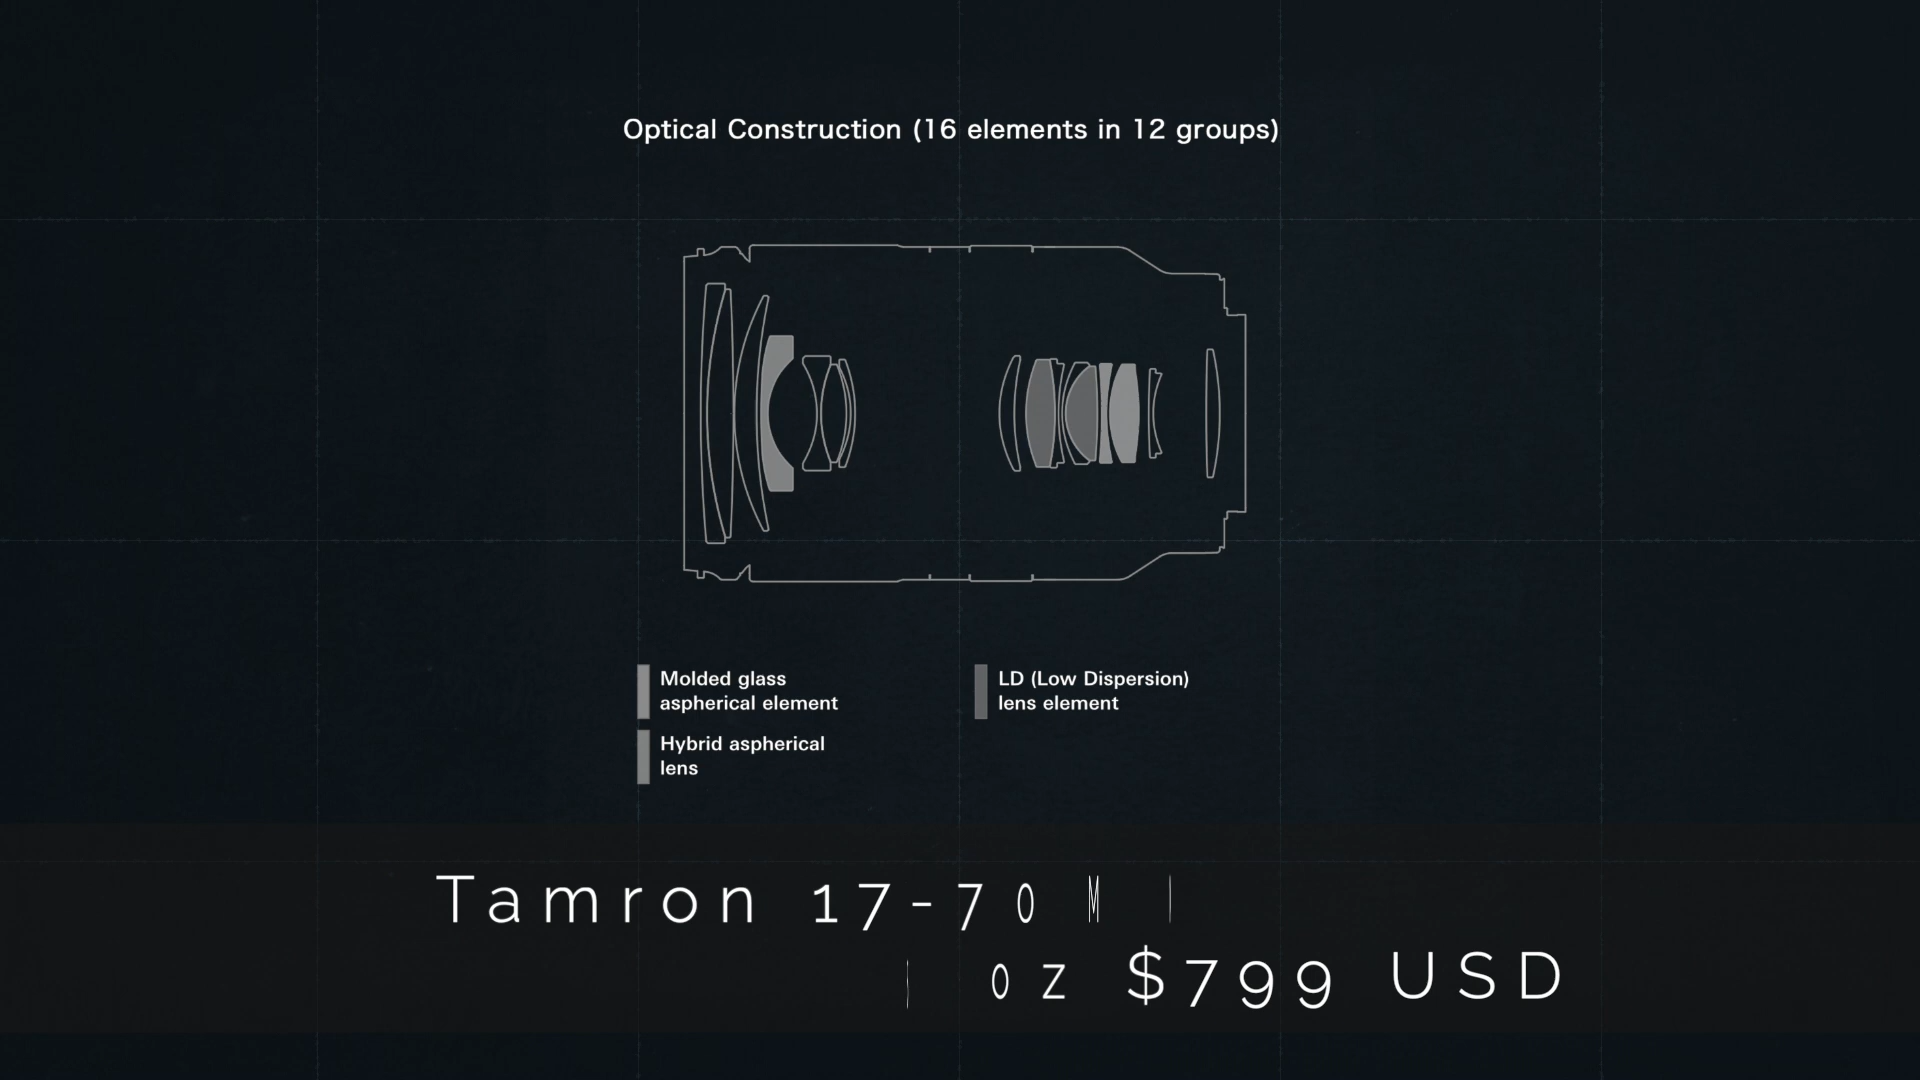 Optical Construction (16 elements in 12 groups)
Molded glass
aspherical element
LD (Low Dispersion)
lens element
Hybrid aspherical
lens
Tamron 17-70 M
oz $799 USD